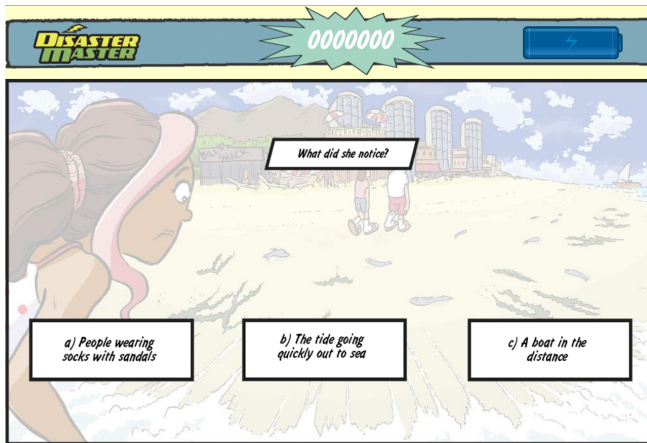 DISASTER
MASTER
0000000
What did she notice?
a) People wearing
socks with sandals
b) The tide going
quickly out to sea
c) A boat in the
distance